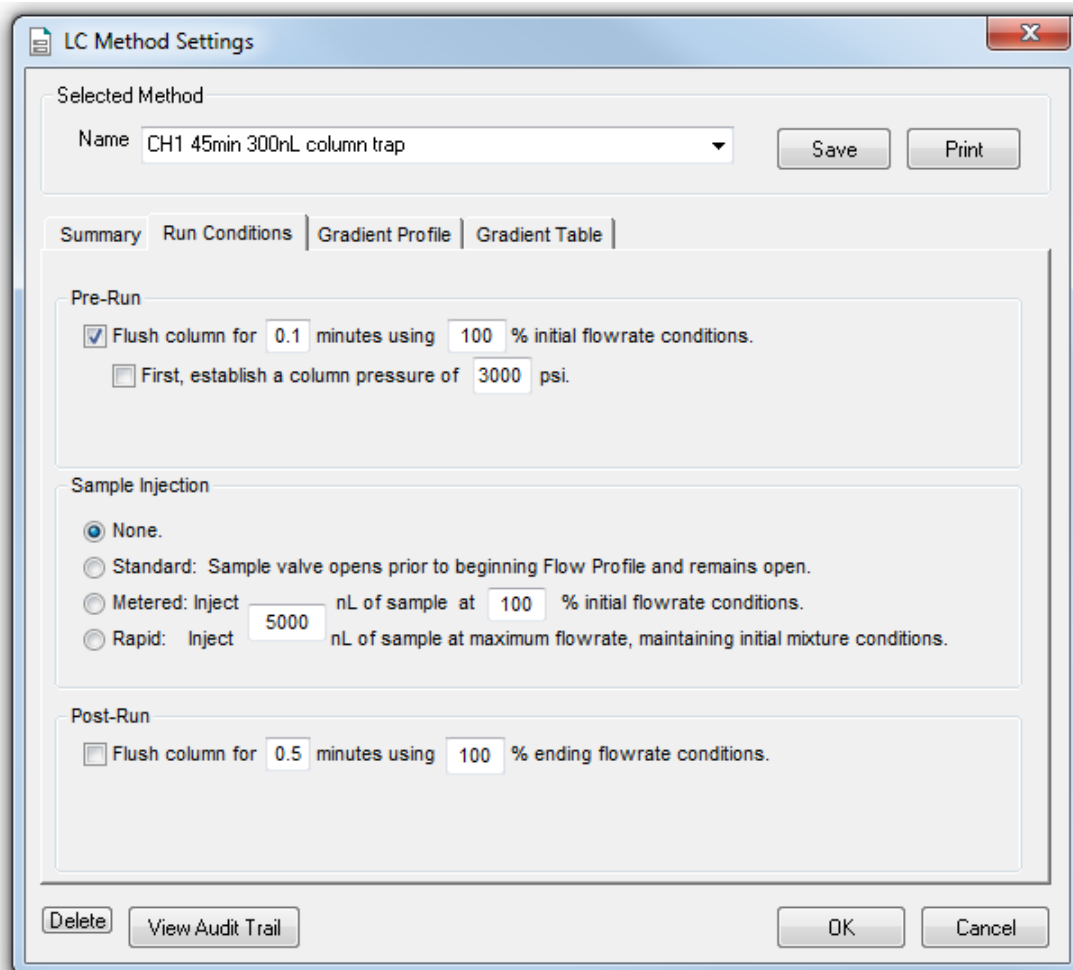 LC Method Settings
Selected Method
Name CH1 45min 300nL column trap Save Print
Summary Run Conditions Gradient Profile Gradient Table
Pre-Run
Flush column for 0.1 minutes using 100 % initial flowrate conditions.
First, establish a column pressure of 3000 psi.
Sample Injection
None.
Standard: Sample valve opens prior to beginning Flow Profile and remains open.
Metered: Inject 5000 nL of sample at 100 % initial flowrate conditions.
Rapid: Inject nL of sample at maximum flowrate, maintaining initial mixture conditions.
Post-Run
Flush column for 0.5 minutes using 100 % ending flowrate conditions.
Delete View Audit Trail OK Cancel